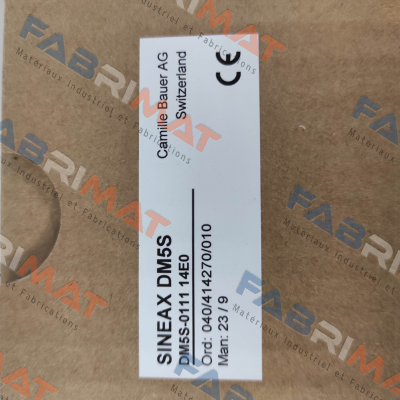 Camille Bauer AG
Switzerland
CE
SINEAX DM5S
DM5S-0111 14E0
Ord: 040/414270/010
Man: 23 / 9
FABRIMAT
Matériaux Industriel et Fabrications